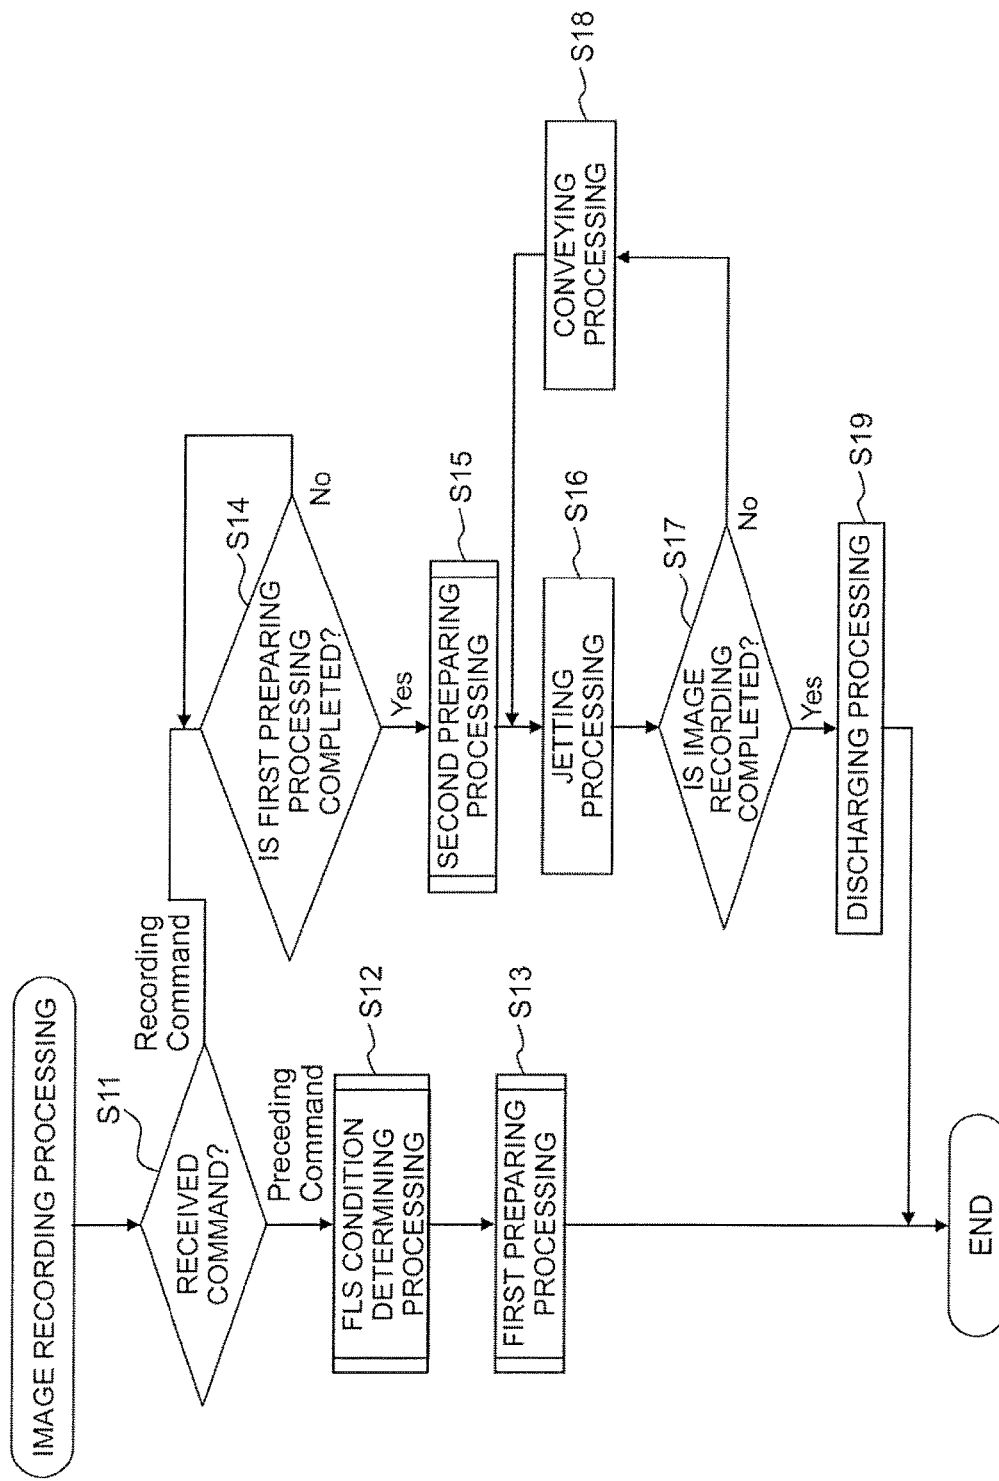 IMAGE RECORDING PROCESSING
S11
RECEIVED
COMMAND?
Recording
Command
Preceding
Command
S12
FLS CONDITION
DETERMINING
PROCESSING
S13
FIRST PREPARING
PROCESSING
S14
IS FIRST PREPARING
PROCESSING
COMPLETED?
No
Yes
S15
SECOND PREPARING
PROCESSING
S16
JETTING
PROCESSING
S17
IS IMAGE
RECORDING
COMPLETED?
No
Yes
S18
CONVEYING
PROCESSING
S19
DISCHARGING PROCESSING
END